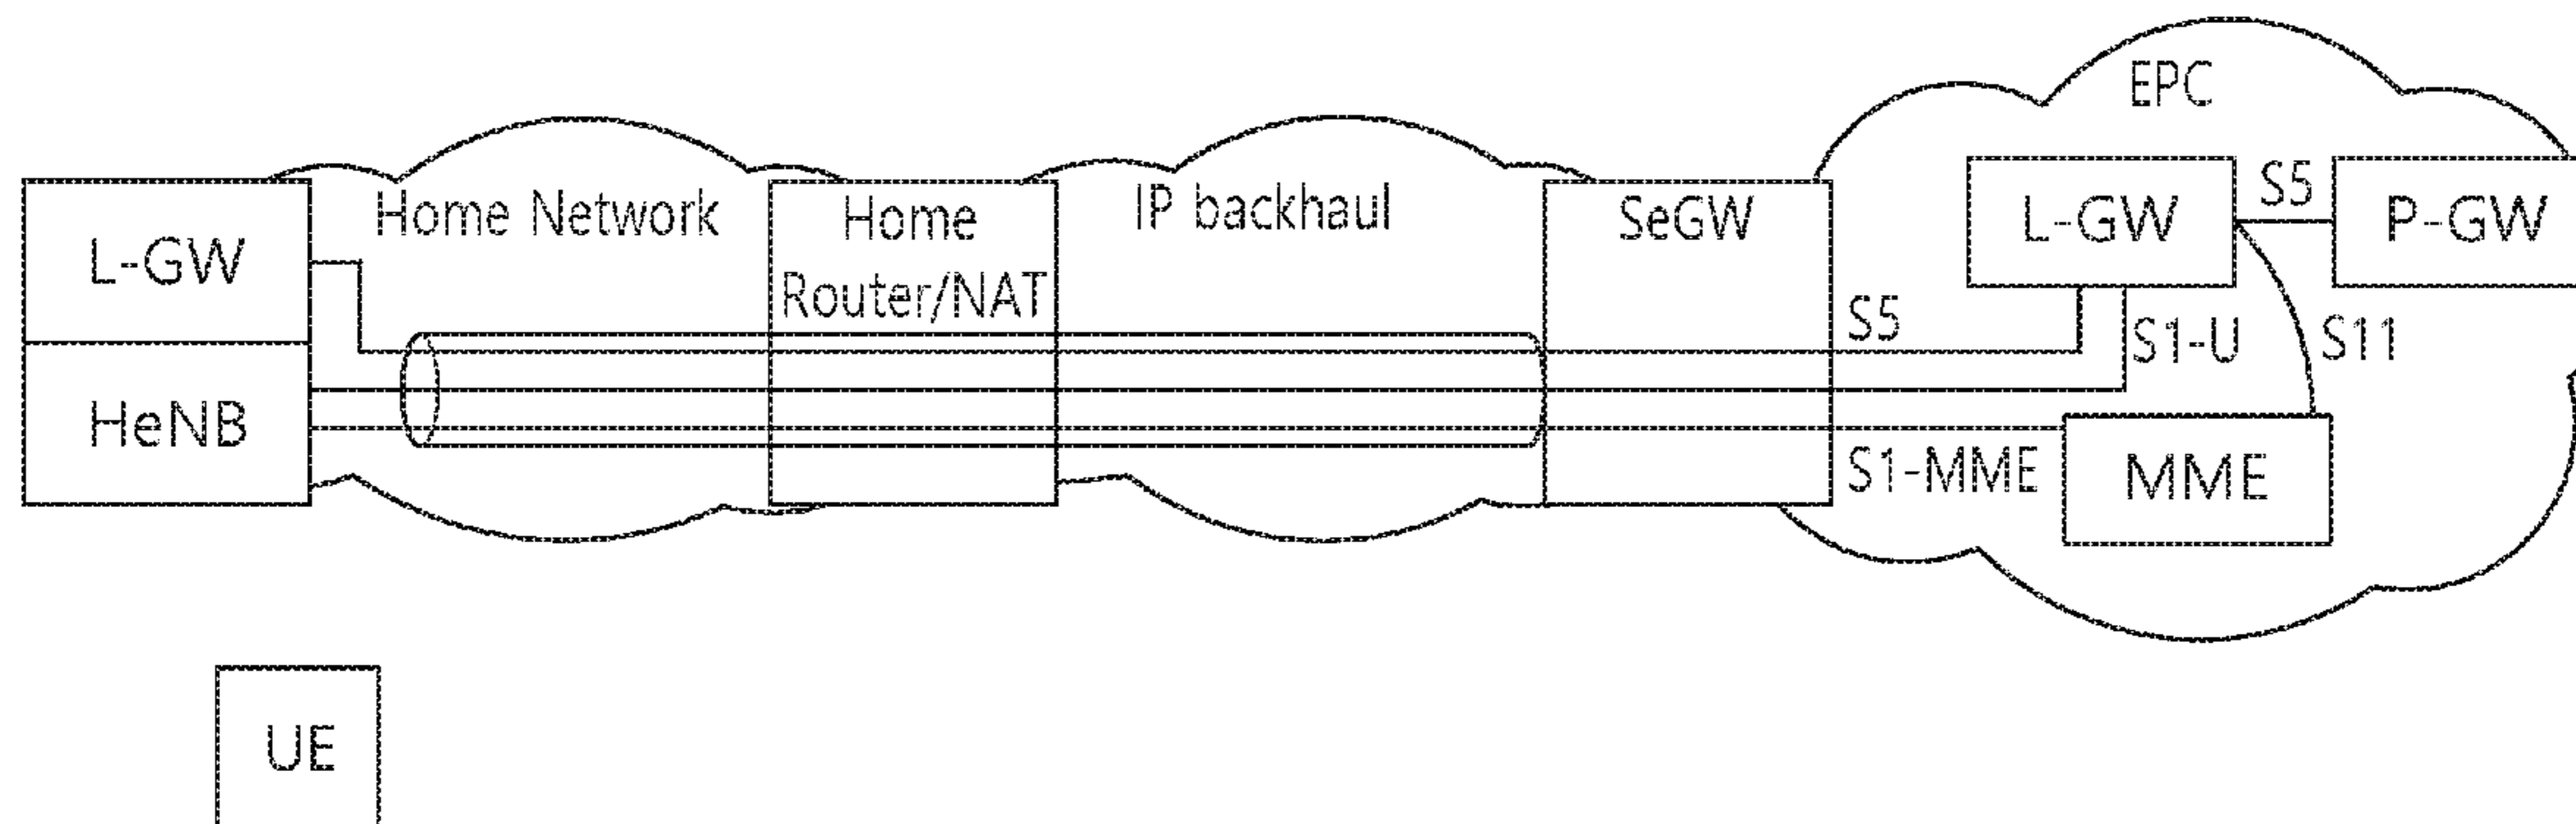 EPC
Home Network
IP backhaul
L-GW
HeNB
Home
Router/NAT
SeGW
L-GW
S5
P-GW
S5
S1-U
S11
S1-MME
MME
UE